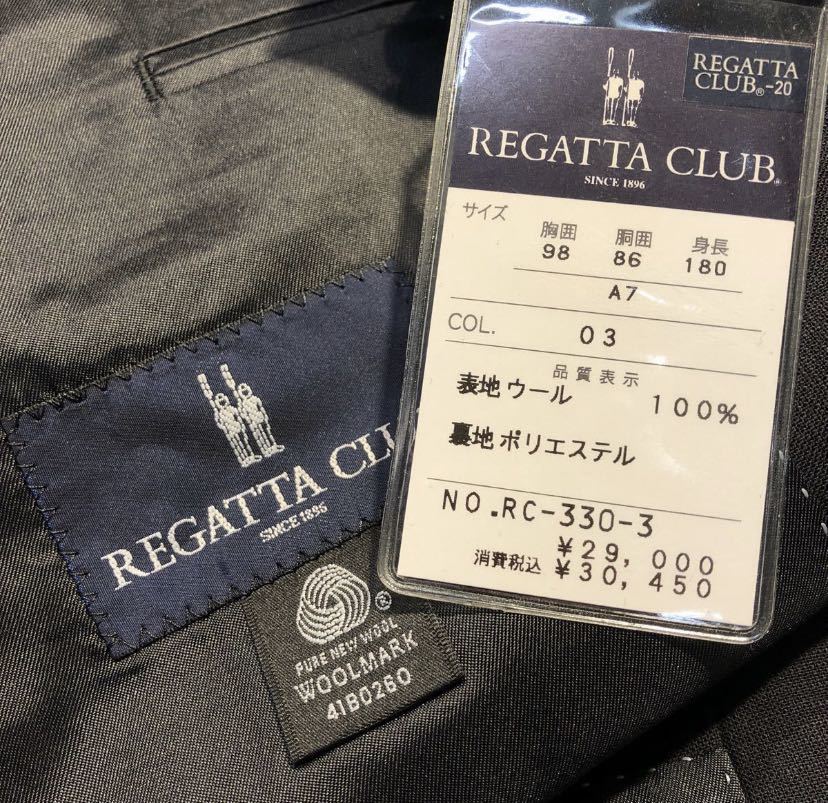 REGATTA
CLUB®-20
REGATTA CLUB®
SINCE 1896
サイズ
胸囲 胴囲 身長
98 86 180
A7
COL. 03
品質表示
表地 ウール 100%
裏地 ポリエステル
NO.RC-330-3
¥29,000
消費税込 ¥30,450
REGATTA CLU
SINCE 1896
®
PURE NEW WOOL
WOOLMARK
41B02B0